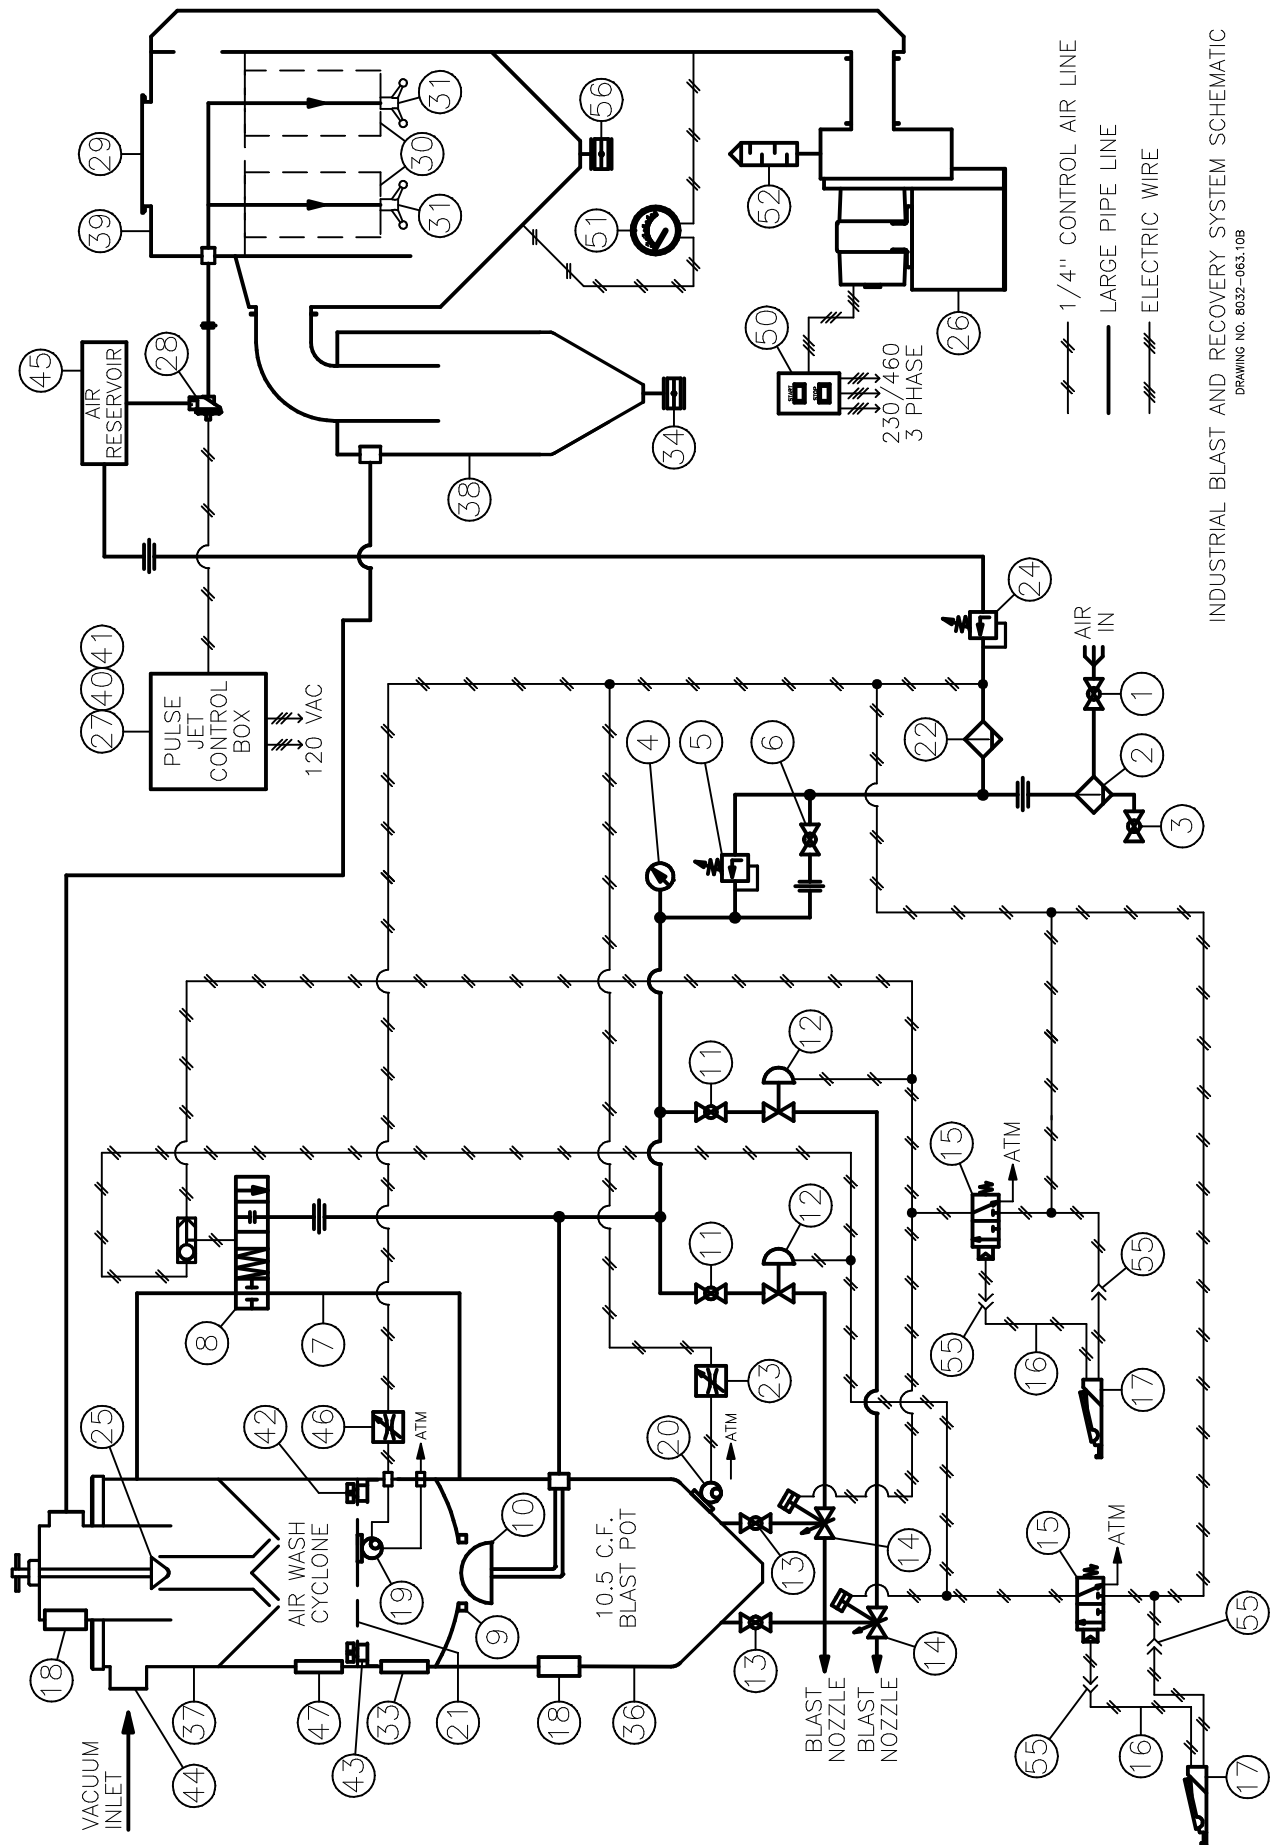 INDUSTRIAL BLAST AND RECOVERY SYSTEM SCHEMATIC
DRAWING NO. 8032-063.10B
1/4" CONTROL AIR LINE
LARGE PIPE LINE
ELECTRIC WIRE
VACUUM
INLET
44
37
18
25
47
43
33
21
18
36
42
46
ATM
AIR WASH
CYCLONE
19
9
10
10.5 C.F.
BLAST POT
8
7
20
ATM
23
13
13
14
14
BLAST
NOZZLE
BLAST
NOZZLE
11
12
11
12
15
ATM
15
ATM
55
55
16
17
55
55
16
17
4
5
6
22
24
AIR
IN
1
2
3
27
40
41
PULSE
JET
CONTROL
BOX
120 VAC
45
AIR
RESERVOIR
28
38
34
39
29
31
30
31
56
51
52
50
START
STOP
230/460
3 PHASE
26